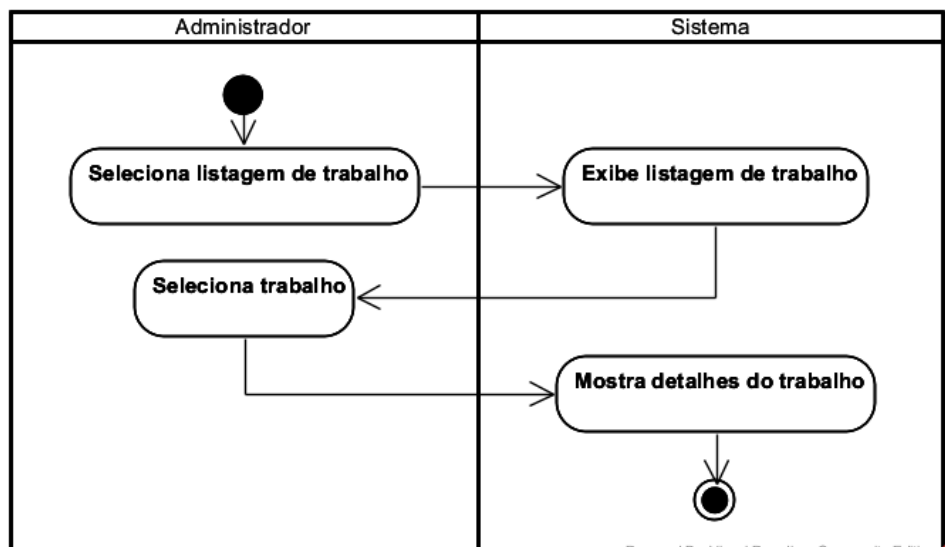 Administrador
Sistema
Seleciona listagem de trabalho
Exibe listagem de trabalho
Seleciona trabalho
Mostra detalhes do trabalho